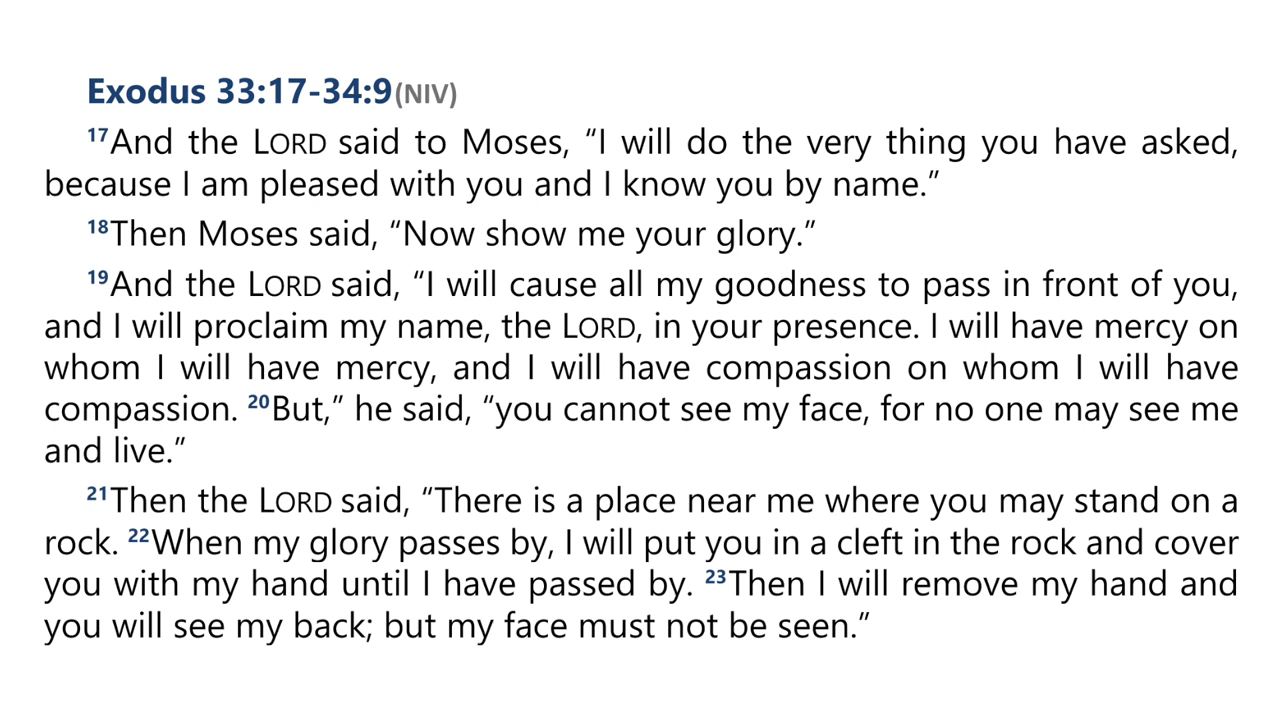 Exodus 33:17-34:9(NIV)
17And the LORD said to Moses, “I will do the very thing you have asked,
because I am pleased with you and I know you by name.”
18Then Moses said, “Now show me your glory.”
19And the LORD said, “I will cause all my goodness to pass in front of you,
and I will proclaim my name, the LORD, in your presence. I will have mercy on
whom I will have mercy, and I will have compassion on whom I will have
compassion. 20But,” he said, “you cannot see my face, for no one may see me
and live.”
21Then the LORD said, “There is a place near me where you may stand on a
rock. 22When my glory passes by, I will put you in a cleft in the rock and cover
you with my hand until I have passed by. 23Then I will remove my hand and
you will see my back; but my face must not be seen.”